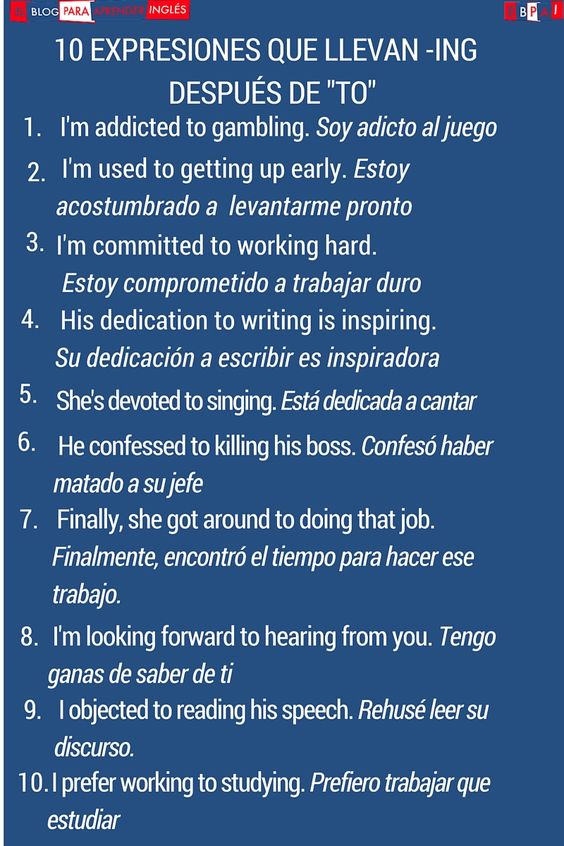 BLOG PARA APRENDER INGLÉS
B P A I
10 EXPRESIONES QUE LLEVAN -ING
DESPUÉS DE "TO"
1. I'm addicted to gambling. Soy adicto al juego
2. I'm used to getting up early. Estoy
acostumbrado a levantarme pronto
3. I'm committed to working hard.
Estoy comprometido a trabajar duro
4. His dedication to writing is inspiring.
Su dedicación a escribir es inspiradora
5. She's devoted to singing. Está dedicada a cantar
6. He confessed to killing his boss. Confesó haber
matado a su jefe
7. Finally, she got around to doing that job.
Finalmente, encontró el tiempo para hacer ese
trabajo.
8. I'm looking forward to hearing from you. Tengo
ganas de saber de ti
9. I objected to reading his speech. Rehusé leer su
discurso.
10. I prefer working to studying. Prefiero trabajar que
estudiar